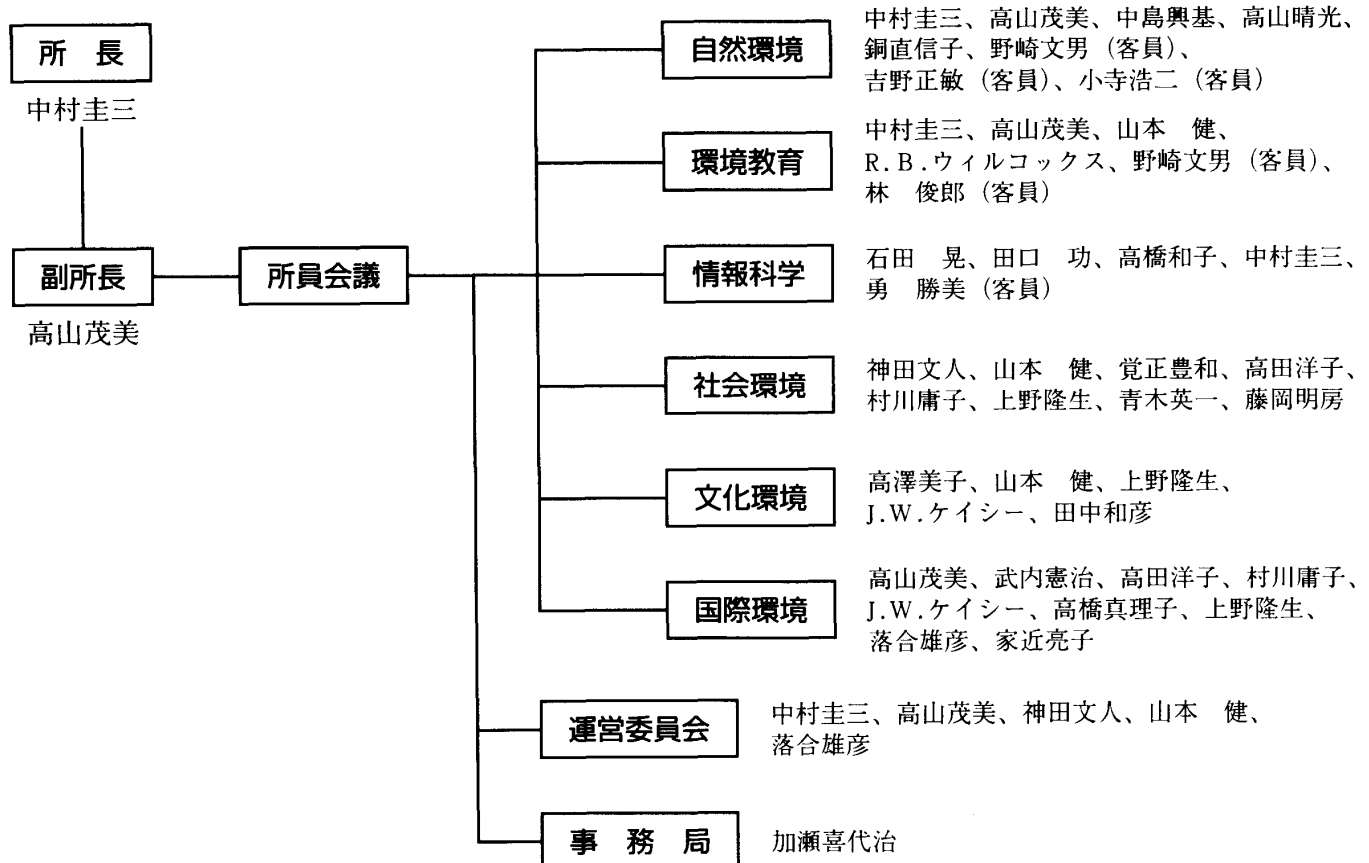 所 長
中村圭三
副所長
高山茂美
所員会議
自然環境
中村圭三、高山茂美、中島興基、高山晴光、
銅直信子、野崎文男(客員)、
吉野正敏(客員)、小寺浩二(客員)
環境教育
中村圭三、高山茂美、山本 健、
R.B.ウィルコックス、野崎文男(客員)、
林 俊郎(客員)
情報科学
石田 晃、田口 功、高橋和子、中村圭三、
勇 勝美(客員)
社会環境
神田文人、山本 健、覚正豊和、高田洋子、
村川庸子、上野隆生、青木英一、藤岡明房
文化環境
高澤美子、山本 健、上野隆生、
J.W.ケイシー、田中和彦
国際環境
高山茂美、武内憲治、高田洋子、村川庸子、
J.W.ケイシー、高橋真理子、上野隆生、
落合雄彦、家近亮子
運営委員会
中村圭三、高山茂美、神田文人、山本 健、
落合雄彦
事 務 局
加瀬喜代治